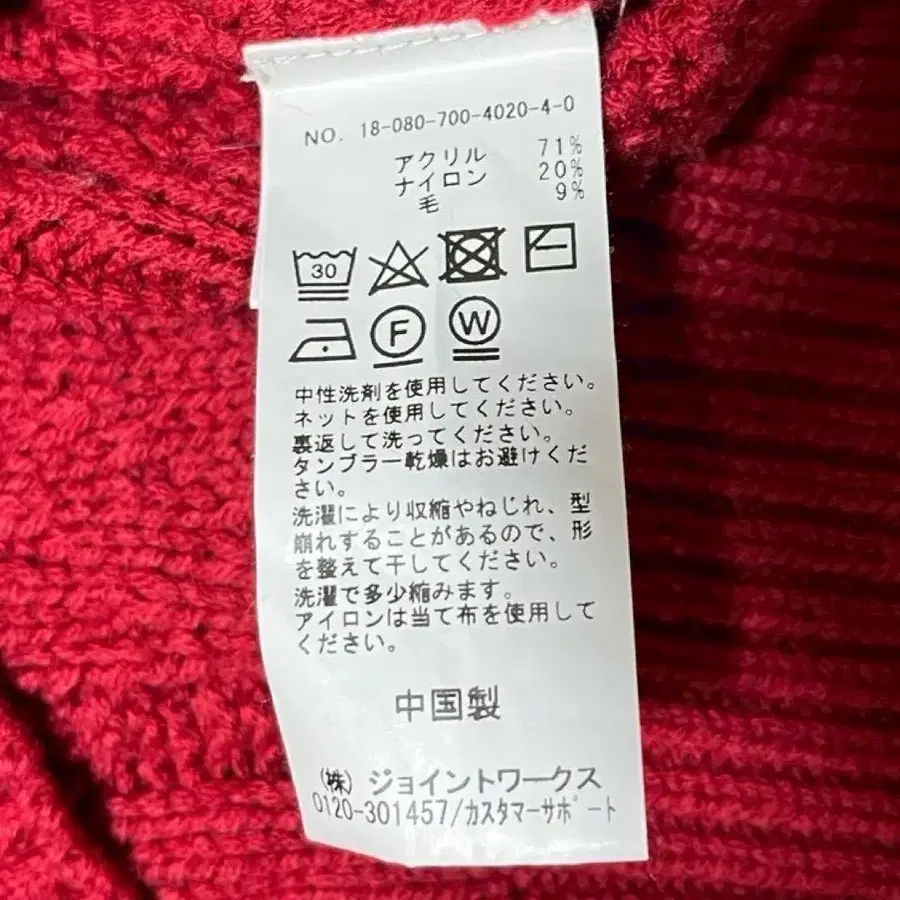 NO. 18-080-700-4020-4-0
アクリル 71%
ナイロン 20%
毛 9%
30
F W
中性洗剤を使用してください。
ネットを使用してください。
裏返して洗ってください。
タンブラー乾燥はお避けくだ
さい。
洗濯により収縮やねじれ、型
崩れすることがあるので、形
を整えて干してください。
洗濯で多少縮みます。
アイロンは当て布を使用して
ください。
中国製
(株) ジョイントワークス
0120-301457/カスタマーサポート